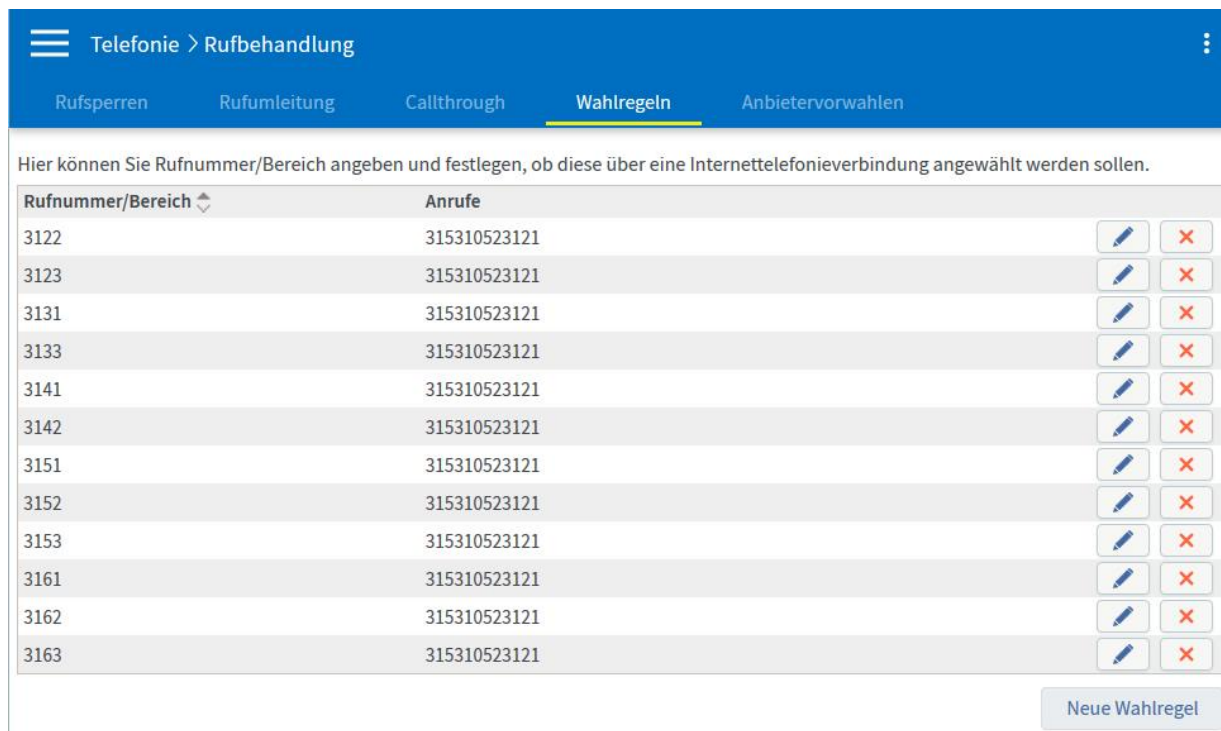 Telefonie > Rufbehandlung
Rufsperren Rufumleitung Callthrough Wahlregeln Anbietervorwahlen
Hier können Sie Rufnummer/Bereich angeben und festlegen, ob diese über eine Internettelefonieverbindung angewählt werden sollen.
Rufnummer/Bereich Anrufe
3122 315310523121
3123 315310523121
3131 315310523121
3133 315310523121
3141 315310523121
3142 315310523121
3151 315310523121
3152 315310523121
3153 315310523121
3161 315310523121
3162 315310523121
3163 315310523121
Neue Wahlregel